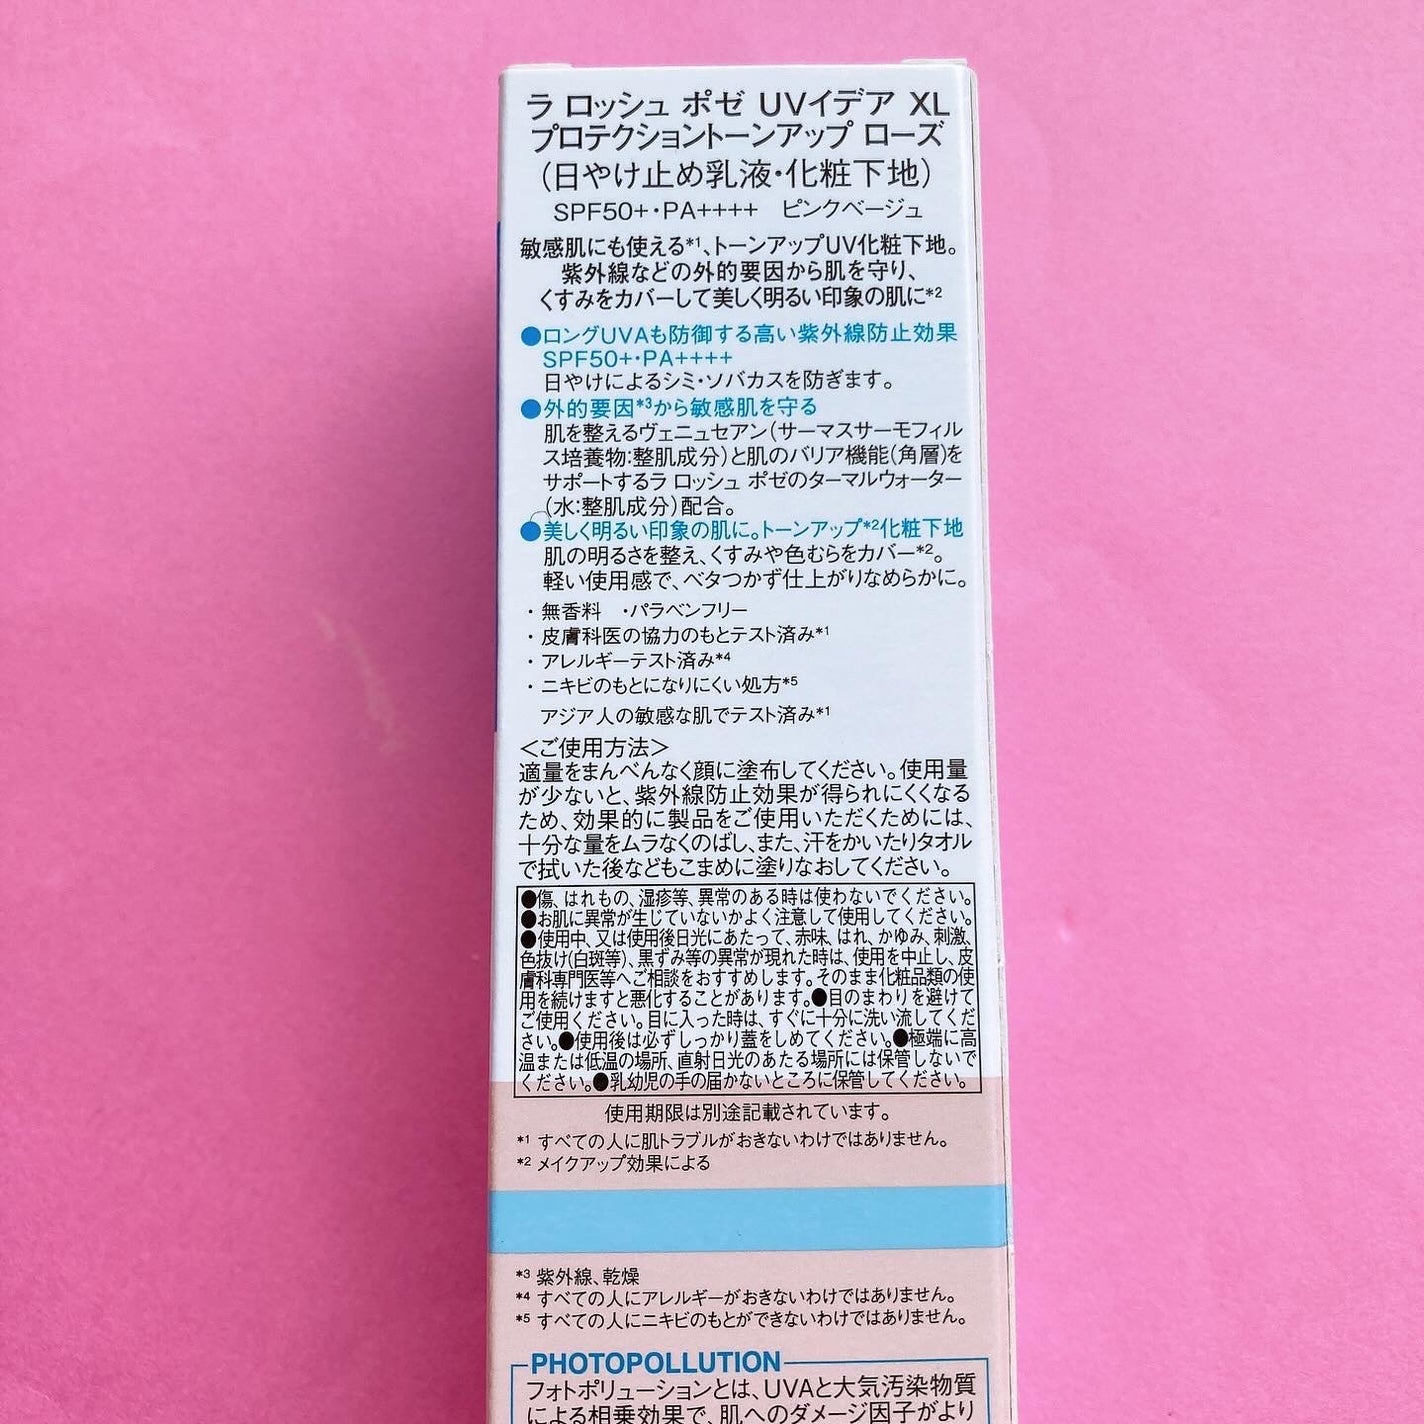 ラ ロッシュ ポゼ UVイデア XL
プロテクショントーンアップ ローズ
(日やけ止め乳液・化粧下地)
SPF50+・PA++++ ピンクベージュ
敏感肌にも使える*1、トーンアップUV化粧下地。
紫外線などの外的要因から肌を守り、
くすみをカバーして美しく明るい印象の肌に*2
●ロングUVAも防御する高い紫外線防止効果
SPF50+・PA++++
日やけによるシミ・ソバカスを防ぎます。
●外的要因*3から敏感肌を守る
肌を整えるヴェニュセアン(サーマスサーモフィル
ス培養物:整肌成分)と肌のバリア機能(角層)を
サポートするラ ロッシュ ポゼのターマルウォーター
(水:整肌成分)配合。
●美しく明るい印象の肌に。トーンアップ*2化粧下地
肌の明るさを整え、くすみや色むらをカバー*2。
軽い使用感で、ベタつかず仕上がりなめらかに。
・無香料 ・パラベンフリー
・皮膚科医の協力のもとテスト済み*1
・アレルギーテスト済み*4
・ニキビのもとになりにくい処方*5
アジア人の敏感な肌でテスト済み*1
＜ご使用方法＞
適量をまんべんなく顔に塗布してください。使用量
が少ないと、紫外線防止効果が得られにくくなる
ため、効果的に製品をご使用いただくためには、
十分な量をムラなくのばし、また、汗をかいたりタオル
で拭いた後などもこまめに塗りなおしてください。
●傷、はれもの、湿疹等、異常のある時は使わないでください。
●お肌に異常が生じていないかよく注意して使用してください。
●使用中、又は使用後日光にあたって、赤味、はれ、かゆみ、刺激、
色抜け(白斑等)、黒ずみ等の異常が現れた時は、使用を中止し、皮
膚科専門医等へご相談をおすすめします。そのまま化粧品類の使
用を続けますと悪化することがあります。●目のまわりを避けて
ご使用ください。目に入った時は、すぐに十分に洗い流してくだ
さい。●使用後は必ずしっかり蓋をしめてください。●極端に高
温または低温の場所、直射日光のあたる場所には保管しないで
ください。●乳幼児の手の届かないところに保管してください。
使用期限は別途記載されています。
*1 すべての人に肌トラブルがおきないわけではありません。
*2 メイクアップ効果による
*3 紫外線、乾燥
*4 すべての人にアレルギーがおきないわけではありません。
*5 すべての人にニキビのもとができないわけではありません。
PHOTOPOLLUTION
フォトポリューションとは、UVAと大気汚染物質
による相乗効果で、肌へのダメージ因子がより